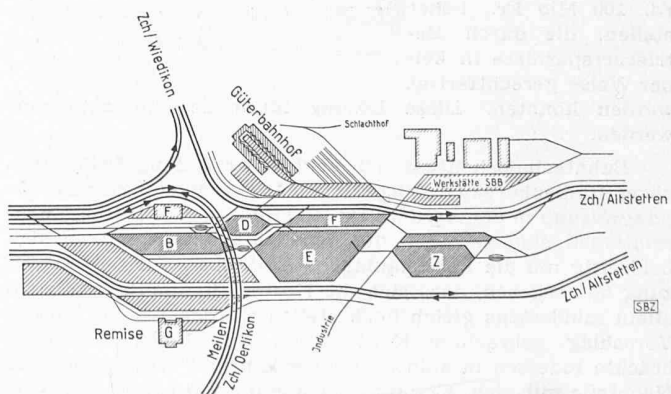 Zch/Wiedikon
Güterbahnhof
Schlachthof
Werkstätte SBB
Zch/Altstetten
F
D
F
B
E
Z
Zch/Altstetten
SBZ
Industrie
Remise
G
Meilen
Zch/Oerlikon